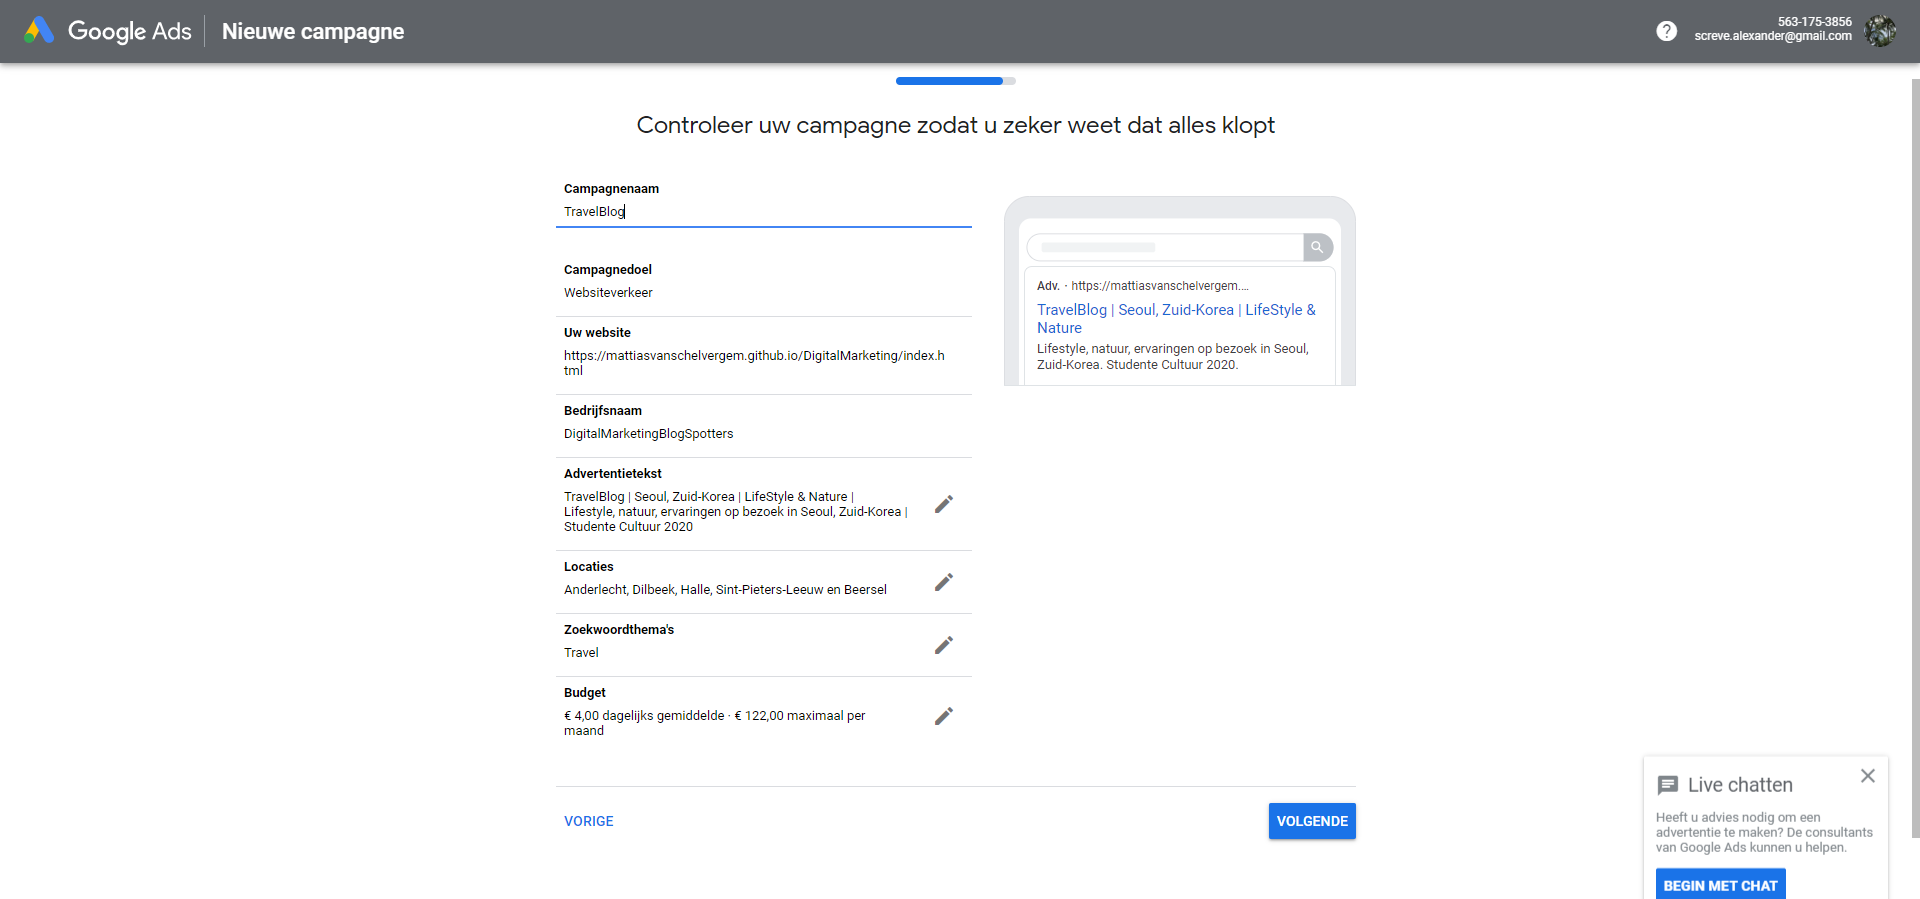 Google Ads
Nieuwe campagne
563-175-3856
screve.alexander@gmail.com
Controleer uw campagne zodat u zeker weet dat alles klopt
Campagnenaam
TravelBlog
Campagnedoel
Websiteverkeer
Uw website
https://mattiasvanschelvergem.github.io/DigitalMarketing/index.h
tml
Bedrijfsnaam
DigitalMarketingBlogSpotters
Advertentietekst
TravelBlog | Seoul, Zuid-Korea | LifeStyle & Nature |
Lifestyle, natuur, ervaringen op bezoek in Seoul, Zuid-Korea |
Studente Cultuur 2020
Locaties
Anderlecht, Dilbeek, Halle, Sint-Pieters-Leeuw en Beersel
Zoekwoordthema's
Travel
Budget
€ 4,00 dagelijks gemiddelde · € 122,00 maximaal per
maand
Adv. · https://mattiasvanschelvergem....
TravelBlog | Seoul, Zuid-Korea | LifeStyle &
Nature
Lifestyle, natuur, ervaringen op bezoek in Seoul,
Zuid-Korea. Studente Cultuur 2020.
VORIGE
VOLGENDE
Live chatten
Heeft u advies nodig om een
advertentie te maken? De consultants
van Google Ads kunnen u helpen.
BEGIN MET CHAT